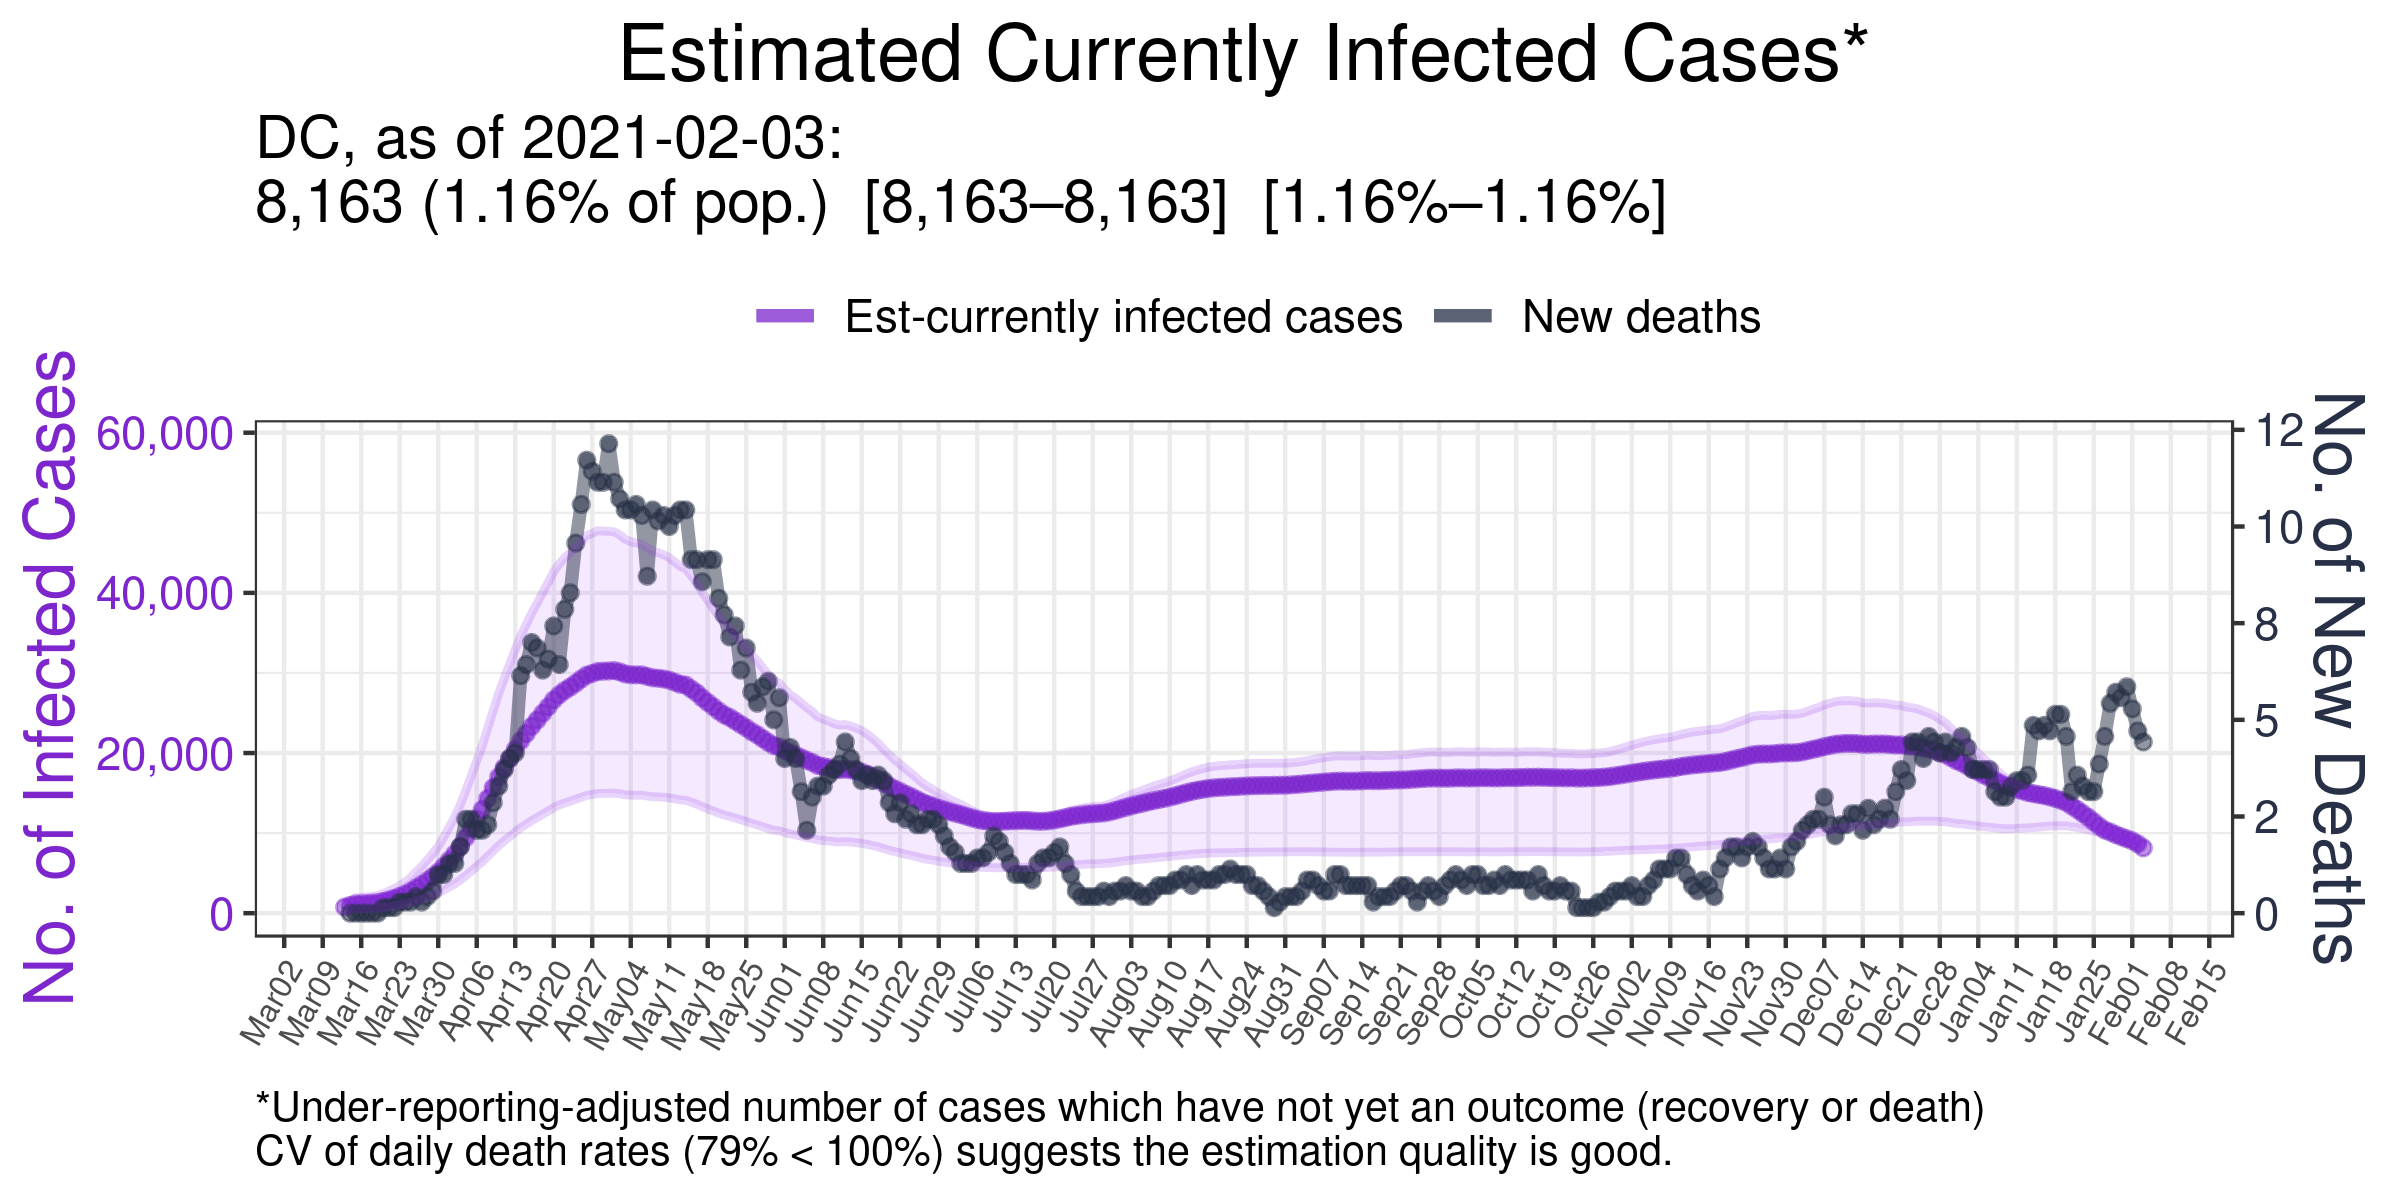 Estimated Currently Infected Cases*
DC, as of 2021-02-03:
8,163 (1.16% of pop.)  [8,163–8,163]  [1.16%–1.16%]
Est-currently infected cases
New deaths
No. of Infected Cases
60,000
40,000
20,000
0
12
10
8
5
2
0
No. of New Deaths
Mar02
Mar09
Mar16
Mar23
Mar30
Apr06
Apr13
Apr20
Apr27
May04
May11
May18
May25
Jun01
Jun08
Jun15
Jun22
Jun29
Jul06
Jul13
Jul20
Jul27
Aug03
Aug10
Aug17
Aug24
Aug31
Sep07
Sep14
Sep21
Sep28
Oct05
Oct12
Oct19
Oct26
Nov02
Nov09
Nov16
Nov23
Nov30
Dec07
Dec14
Dec21
Dec28
Jan04
Jan11
Jan18
Jan25
Feb01
Feb08
Feb15
*Under-reporting-adjusted number of cases which have not yet an outcome (recovery or death)
CV of daily death rates (79% < 100%) suggests the estimation quality is good.